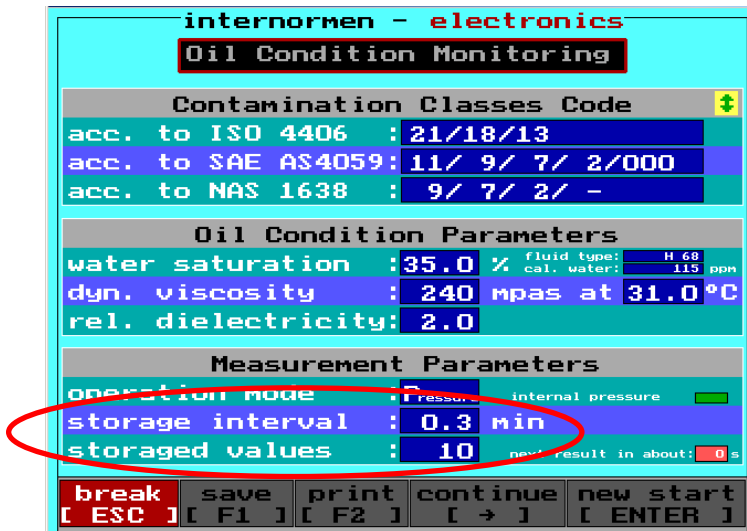 internormen - electronics
Oil Condition Monitoring
Contamination Classes Code
acc. to ISO 4406 : 21/18/13
acc. to SAE AS4059: 11/ 9/ 7/ 2/000
acc. to NAS 1638 : 9/ 7/ 2/ -
Oil Condition Parameters
water saturation : 35.0 % fluid type: H 68
cal. water: 115 ppm
dyn. viscosity : 240 mpas at 31.0 °C
rel. dielectricity: 2.0
Measurement Parameters
operation mode : Pressure internal pressure
storage interval : 0.3 min
storaged values : 10 next result in about: 0 s
break save print continue new start
[ ESC ] [ F1 ] [ F2 ] [ → ] [ ENTER ]